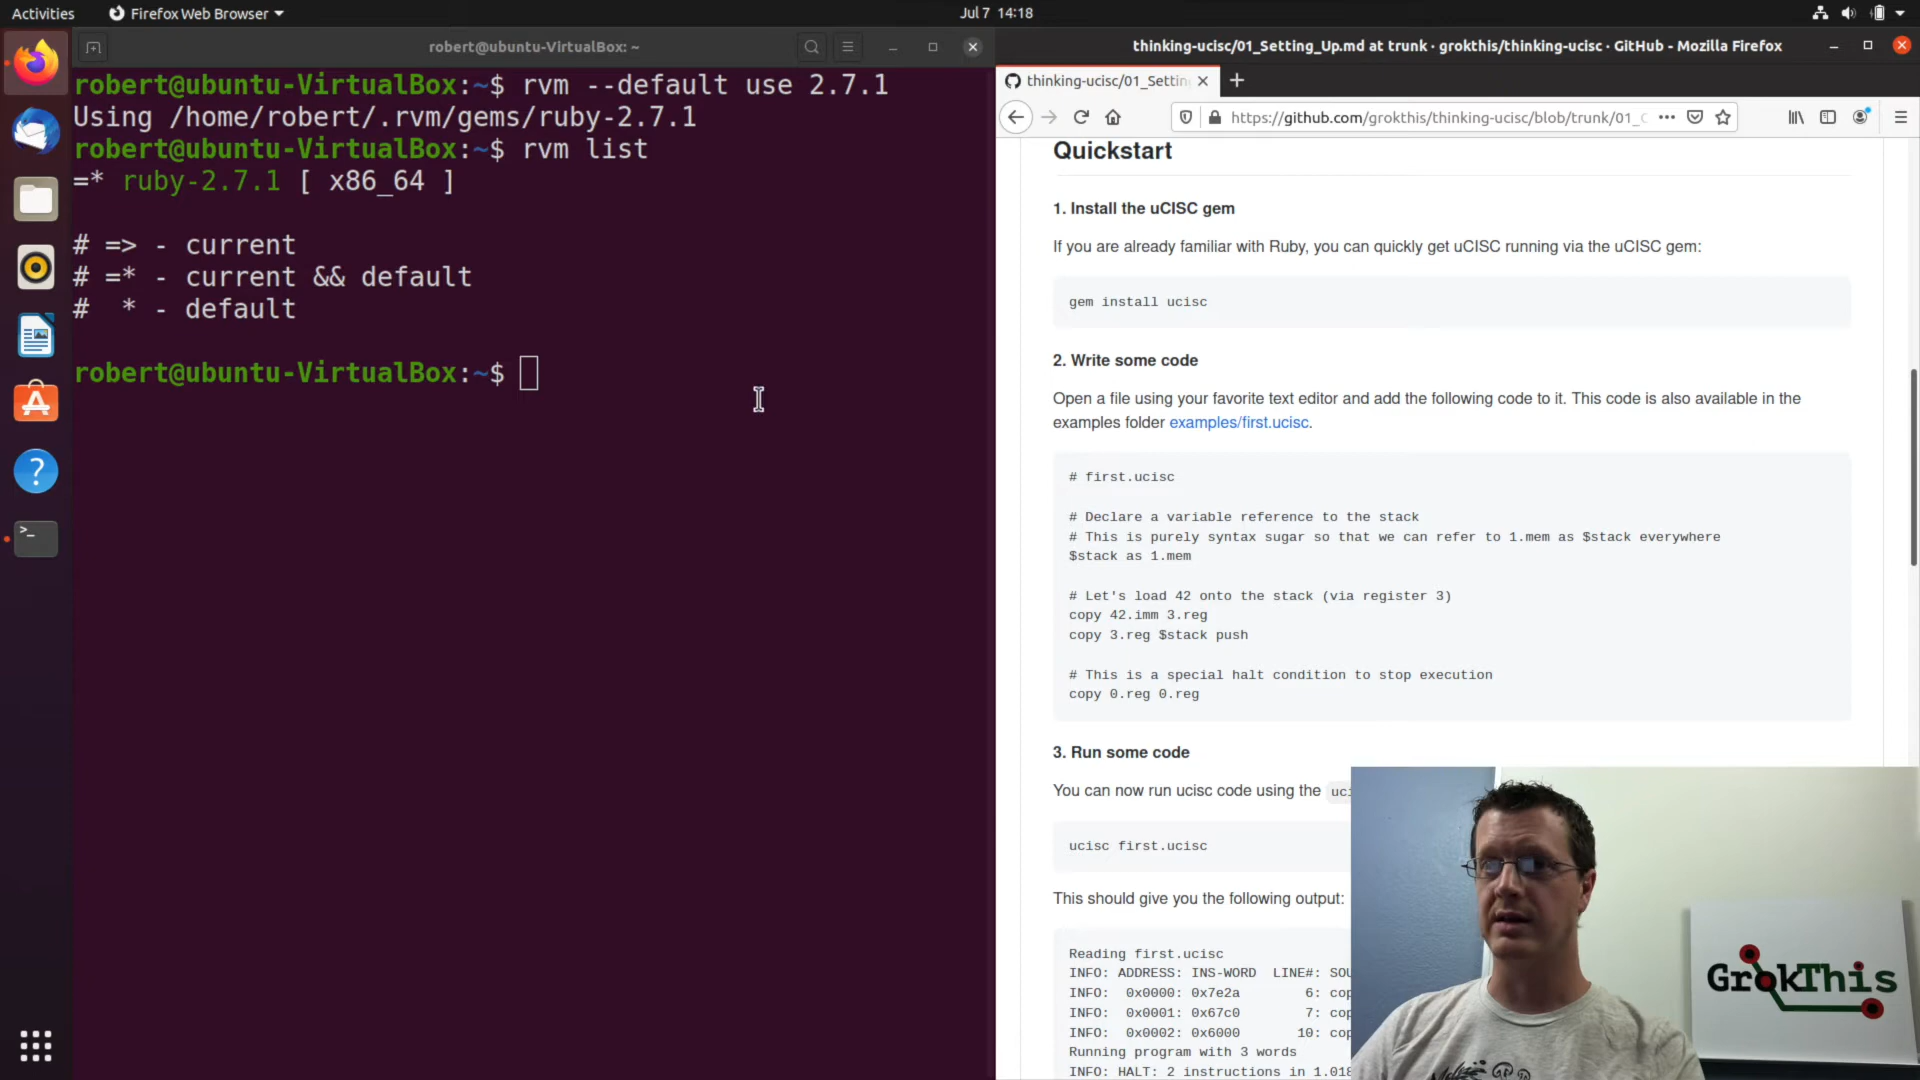 Activities
Firefox Web Browser
Jul 7 14:18
robert@ubuntu-VirtualBox: ~
robert@ubuntu-VirtualBox:~$ rvm --default use 2.7.1
Using /home/robert/.rvm/gems/ruby-2.7.1
robert@ubuntu-VirtualBox:~$ rvm list
=* ruby-2.7.1 [ x86_64 ]
# => - current
# =* - current && default
#  * - default
robert@ubuntu-VirtualBox:~$
thinking-ucisc/01_Setting_Up.md at trunk · grokthis/thinking-ucisc · GitHub - Mozilla Firefox
thinking-ucisc/01_Settin
https://github.com/grokthis/thinking-ucisc/blob/trunk/01_
Quickstart
1. Install the uCISC gem
If you are already familiar with Ruby, you can quickly get uCISC running via the uCISC gem:
gem install ucisc
2. Write some code
Open a file using your favorite text editor and add the following code to it. This code is also available in the
examples folder examples/first.ucisc.
# first.ucisc
# Declare a variable reference to the stack
# This is purely syntax sugar so that we can refer to 1.mem as $stack everywhere
$stack as 1.mem
# Let's load 42 onto the stack (via register 3)
copy 42.imm 3.reg
copy 3.reg $stack push
# This is a special halt condition to stop execution
copy 0.reg 0.reg
3. Run some code
You can now run ucisc code using the uci
ucisc first.ucisc
This should give you the following output:
Reading first.ucisc
INFO: ADDRESS: INS-WORD  LINE#: SOU
INFO:  0x0000: 0x7e2a      6: cop
INFO:  0x0001: 0x67c0      7: cop
INFO:  0x0002: 0x6000     10: cop
Running program with 3 words
INFO: HALT: 2 instructions in 1.018
GrokThis